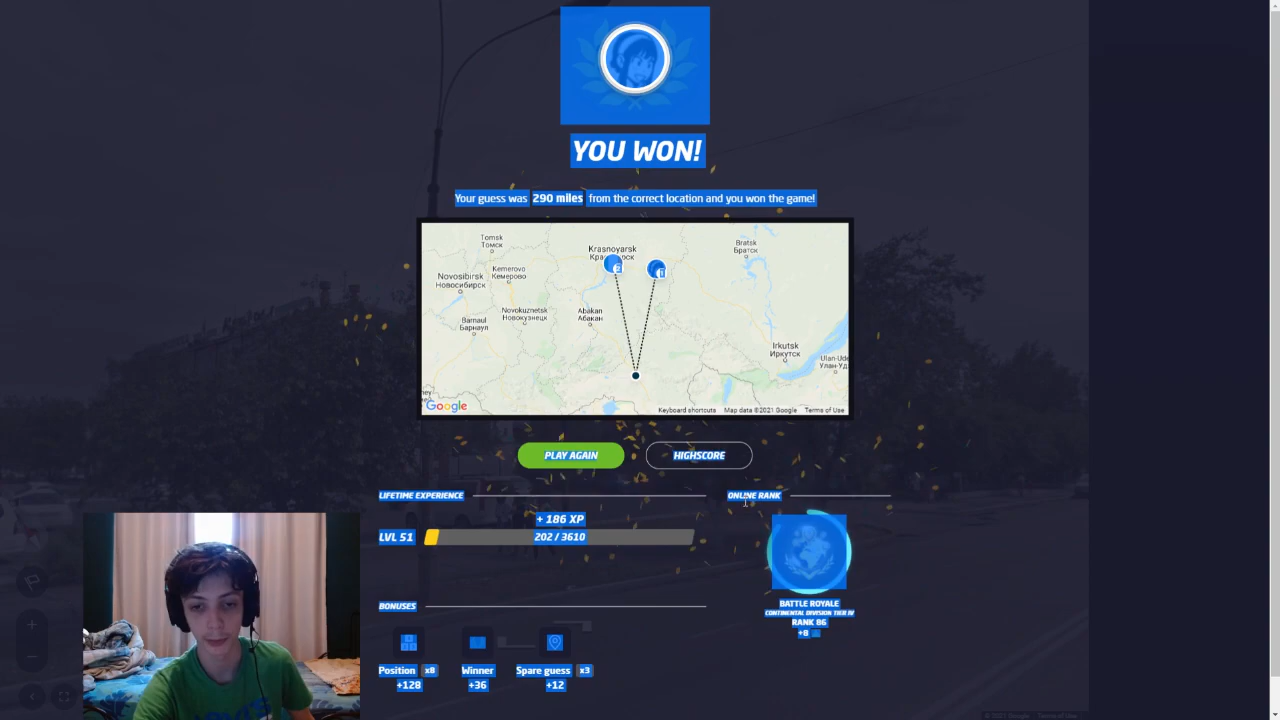 YOU WON!
Your guess was 290 miles from the correct location and you won the game!
Tomsk
Томск
Krasnoyarsk
Bratsk
Братск
Kemerovo
Кемерово
Novosibirsk
Новосибирск
Novokuznetsk
Новокузнецк
Abakan
Абакан
Barnaul
Барнаул
Irkutsk
Иркутск
Ulan-Ud
Улан-Уд
Google
Keyboard shortcuts Map data ©2021 Google Terms of Use
PLAY AGAIN HIGHSCORE
LIFETIME EXPERIENCE ONLINE RANK
+ 186 XP
LVL 51 202 / 3610
BATTLE ROYALE
CONTINENTAL DIVISION TIER IV
RANK 86
+8
BONUSES
Position x8 Winner Spare guess x3
+128 +36 +12